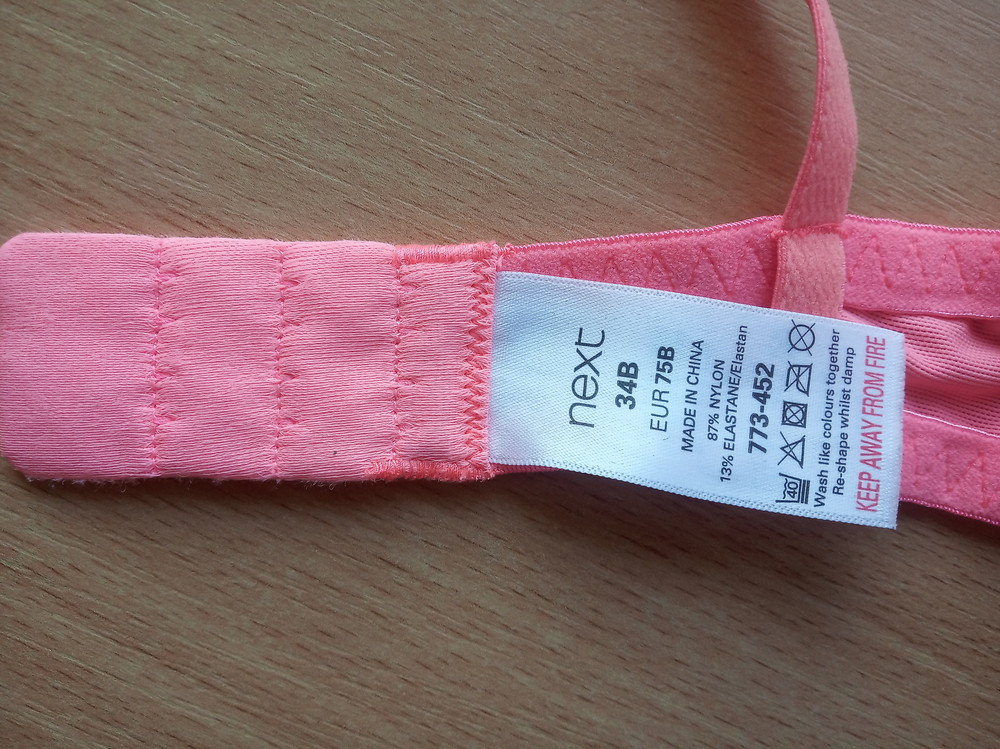 next
34B
EUR 75B
MADE IN CHINA
87% NYLON
13% ELASTANE/Elastan
773-452
40
Wash like colours together
Re-shape whilst damp
KEEP AWAY FROM FIRE